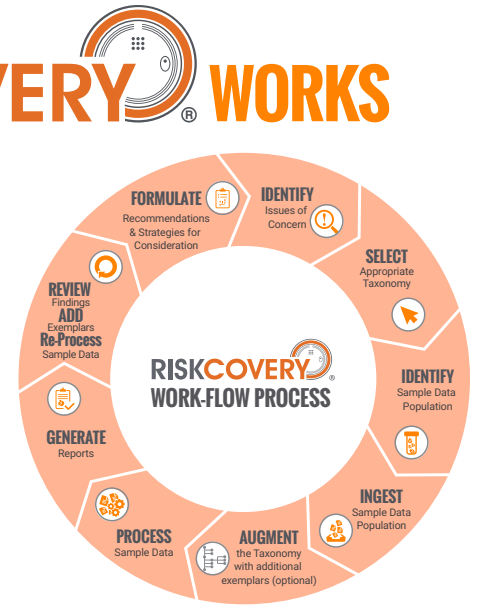 VERY® WORKS
IDENTIFY
Issues of
Concern
SELECT
Appropriate
Taxonomy
IDENTIFY
Sample Data
Population
INGEST
Sample Data
Population
AUGMENT
the Taxonomy
with additional
exemplars (optional)
PROCESS
Sample Data
GENERATE
Reports
REVIEW
Findings
ADD
Exemplars
Re-Process
Sample Data
FORMULATE
Recommendations
& Strategies for
Consideration
RISKCOVERY®
WORK-FLOW PROCESS